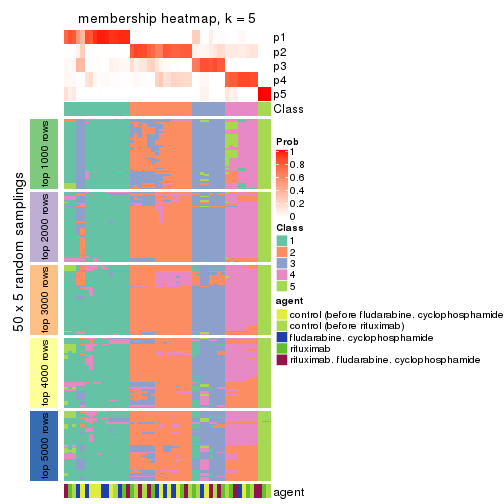 membership heatmap, k = 5
p1
p2
p3
p4
p5
Class
50 x 5 random samplings
top 1000 rows
top 2000 rows
top 3000 rows
top 4000 rows
top 5000 rows
Prob
1
0.8
0.6
0.4
0.2
0
Class
1
2
3
4
5
agent
control (before fludarabine. cyclophosphamide
control (before rituximab)
fludarabine. cyclophosphamide
rituximab
rituximab. fludarabine. cyclophosphamide
agent